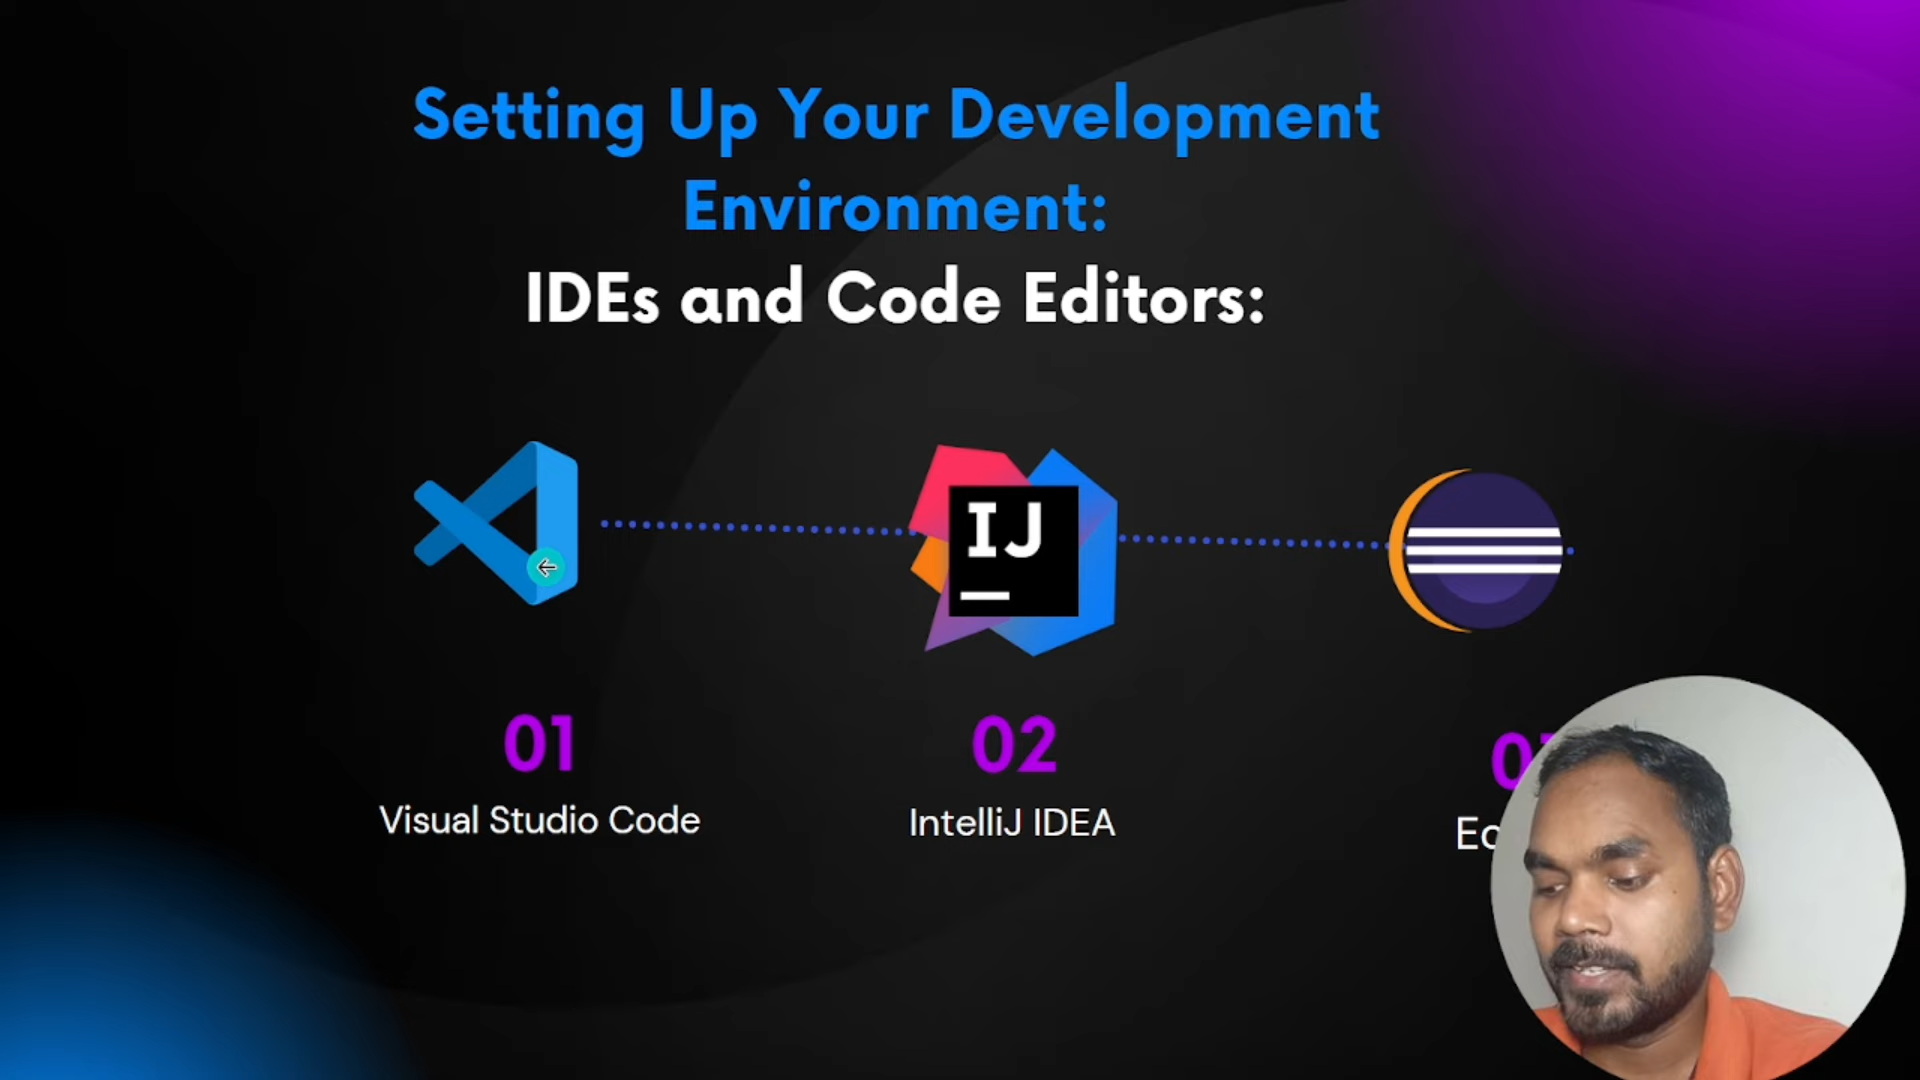 Setting Up Your Development
Environment:
IDEs and Code Editors:
IJ
01
02
Visual Studio Code
IntelliJ IDEA